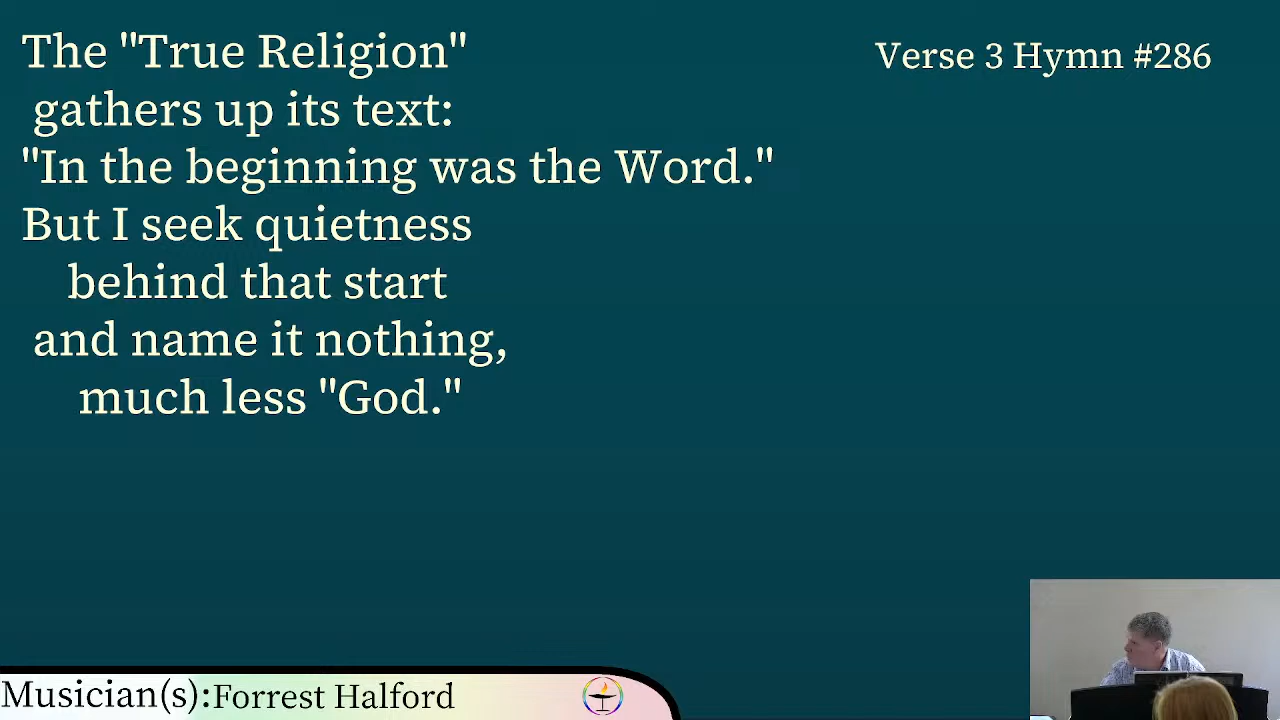 The "True Religion"
gathers up its text:
"In the beginning was the Word."
But I seek quietness
behind that start
and name it nothing,
much less "God."
Verse 3 Hymn #286
Musician(s):Forrest Halford